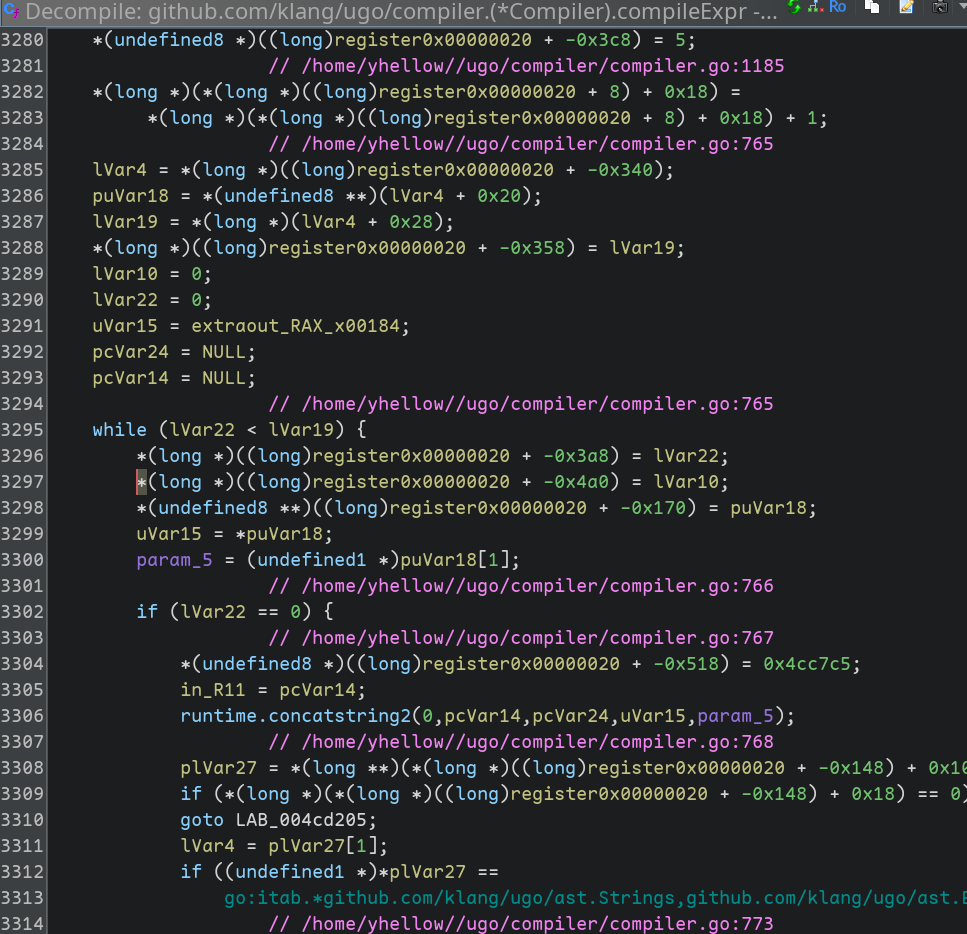 Decompile: github.com/klang/ugo/compiler.(*Compiler).compileExpr -...
3280 *(undefined8 *)((long)register0x00000020 + -0x3c8) = 5;
3281 // /home/yhellow//ugo/compiler/compiler.go:1185
3282 *(long *)(*(long *)((long)register0x00000020 + 8) + 0x18) =
3283 *(long *)(*(long *)((long)register0x00000020 + 8) + 0x18) + 1;
3284 // /home/yhellow//ugo/compiler/compiler.go:765
3285 lVar4 = *(long *)((long)register0x00000020 + -0x340);
3286 puVar18 = *(undefined8 **)(lVar4 + 0x20);
3287 lVar19 = *(long *)(lVar4 + 0x28);
3288 *(long *)((long)register0x00000020 + -0x358) = lVar19;
3289 lVar10 = 0;
3290 lVar22 = 0;
3291 uVar15 = extraout_RAX_x00184;
3292 pcVar24 = NULL;
3293 pcVar14 = NULL;
3294 // /home/yhellow//ugo/compiler/compiler.go:765
3295 while (lVar22 < lVar19) {
3296 *(long *)((long)register0x00000020 + -0x3a8) = lVar22;
3297 *(long *)((long)register0x00000020 + -0x4a0) = lVar10;
3298 *(undefined8 **)((long)register0x00000020 + -0x170) = puVar18;
3299 uVar15 = *puVar18;
3300 param_5 = (undefined1 *)puVar18[1];
3301 // /home/yhellow//ugo/compiler/compiler.go:766
3302 if (lVar22 == 0) {
3303 // /home/yhellow//ugo/compiler/compiler.go:767
3304 *(undefined8 *)((long)register0x00000020 + -0x518) = 0x4cc7c5;
3305 in_R11 = pcVar14;
3306 runtime.concatstring2(0,pcVar14,pcVar24,uVar15,param_5);
3307 // /home/yhellow//ugo/compiler/compiler.go:768
3308 plVar27 = *(long **)(*(long *)((long)register0x00000020 + -0x148) + 0x10
3309 if (*(long *)(*(long *)((long)register0x00000020 + -0x148) + 0x18) == 0)
3310 goto LAB_004cd205;
3311 lVar4 = plVar27[1];
3312 if ((undefined1 *)*plVar27 ==
3313 go:itab.*github.com/klang/ugo/ast.Strings,github.com/klang/ugo/ast.E
3314 // /home/yhellow//ugo/compiler/compiler.go:773